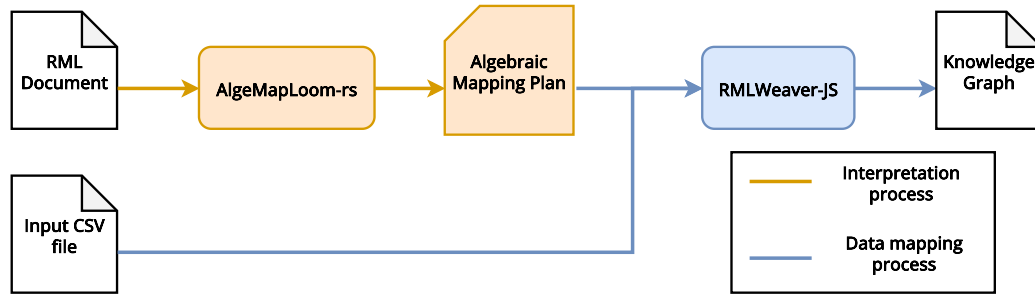 RML
Document
AlgeMapLoom-rs
Algebraic
Mapping Plan
RMLWeaver-JS
Knowledge
Graph
Input CSV
file
Interpretation
process
Data mapping
process